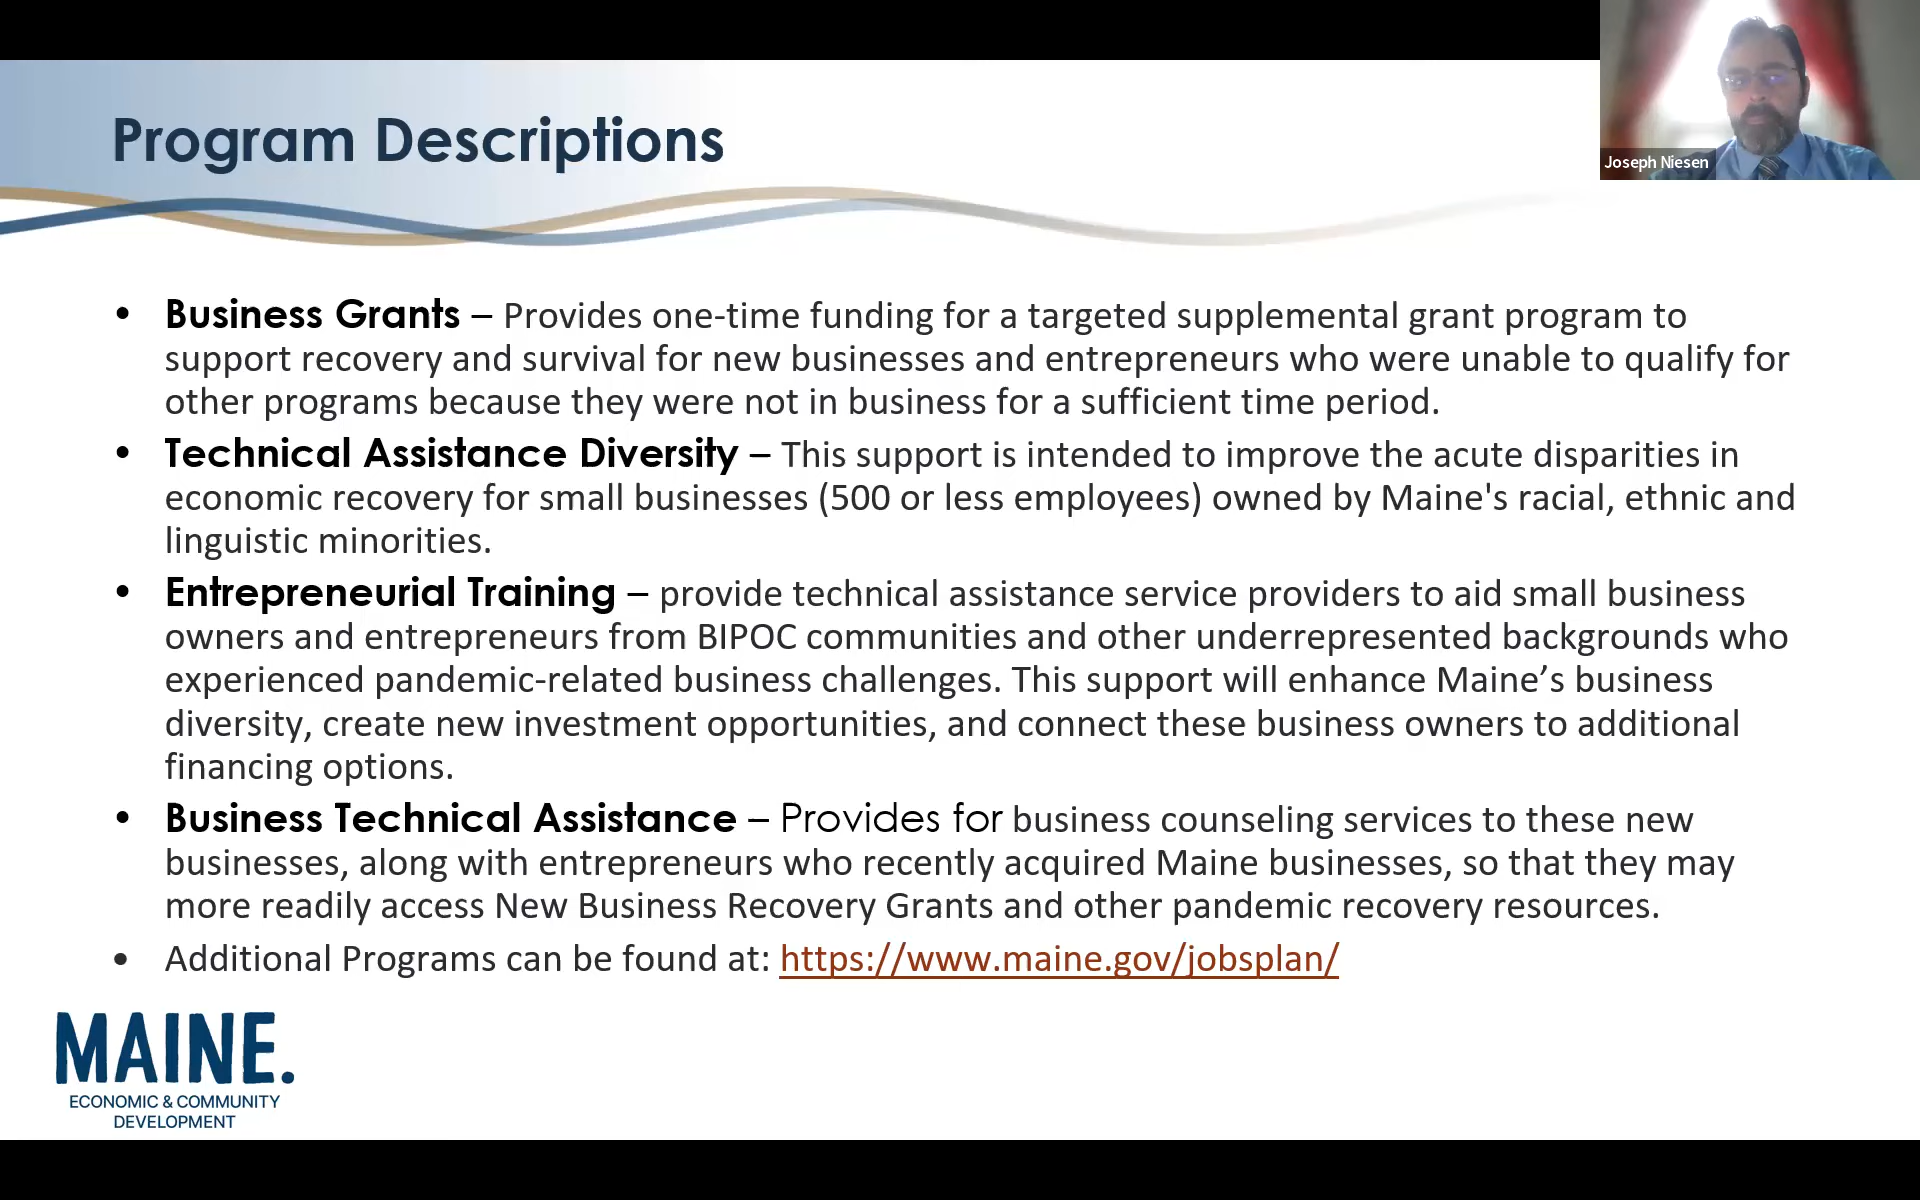 Program Descriptions
Joseph Niesen
• Business Grants – Provides one-time funding for a targeted supplemental grant program to
support recovery and survival for new businesses and entrepreneurs who were unable to qualify for
other programs because they were not in business for a sufficient time period.
• Technical Assistance Diversity – This support is intended to improve the acute disparities in
economic recovery for small businesses (500 or less employees) owned by Maine's racial, ethnic and
linguistic minorities.
• Entrepreneurial Training – provide technical assistance service providers to aid small business
owners and entrepreneurs from BIPOC communities and other underrepresented backgrounds who
experienced pandemic-related business challenges. This support will enhance Maine’s business
diversity, create new investment opportunities, and connect these business owners to additional
financing options.
• Business Technical Assistance – Provides for business counseling services to these new
businesses, along with entrepreneurs who recently acquired Maine businesses, so that they may
more readily access New Business Recovery Grants and other pandemic recovery resources.
• Additional Programs can be found at: https://www.maine.gov/jobsplan/
MAINE.
ECONOMIC & COMMUNITY
DEVELOPMENT